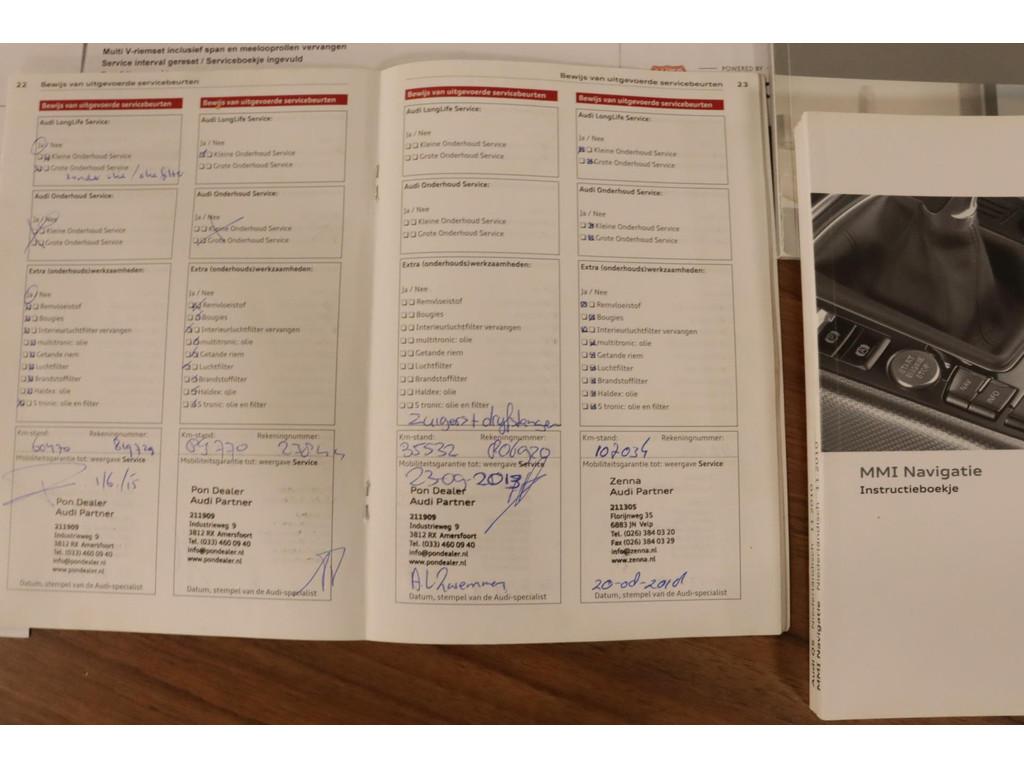 Multi V-riemset inclusief span en meelooprollen vervangen
Service interval gereset / Serviceboekje ingevuld
POWERED BY
22 Bewijs van uitgevoerde servicebeurten
Bewijs van uitgevoerde servicebeurten
Audi LongLife Service:
Ja / Nee
Kleine Onderhoud Service
Grote Onderhoud Service
Audi Onderhoud Service:
Ja / Nee
Kleine Onderhoud Service
Grote Onderhoud Service
Extra (onderhouds)werkzaamheden:
Ja / Nee
Remvloeistof
Bougies
Interieurluchtfilter vervangen
multitronic: olie
Getande riem
Luchtfilter
Brandstoffilter
Haldex: olie
S tronic: olie en filter
Km-stand: Rekeningnummer:
60470
Mobiliteitsgarantie tot: weergave Service
1/6/15
Pon Dealer
Audi Partner
211909
Industrieweg 9
3812 RX Amersfoort
Tel. (033) 460 09 40
info@pondealer.nl
www.pondealer.nl
Datum, stempel van de Audi-specialist
Bewijs van uitgevoerde servicebeurten
Audi LongLife Service:
Ja / Nee
Kleine Onderhoud Service
Grote Onderhoud Service
Audi Onderhoud Service:
Ja / Nee
Kleine Onderhoud Service
Grote Onderhoud Service
Extra (onderhouds)werkzaamheden:
Ja / Nee
Remvloeistof
Bougies
Interieurluchtfilter vervangen
multitronic: olie
Getande riem
Luchtfilter
Brandstoffilter
Haldex: olie
S tronic: olie en filter
Km-stand: Rekeningnummer:
89770
Mobiliteitsgarantie tot: weergave Service
Pon Dealer
Audi Partner
211909
Industrieweg 9
3812 RX Amersfoort
Tel. (033) 460 09 40
info@pondealer.nl
www.pondealer.nl
Datum, stempel van de Audi-specialist
Bewijs van uitgevoerde servicebeurten 23
Bewijs van uitgevoerde servicebeurten
Audi LongLife Service:
Ja / Nee
Kleine Onderhoud Service
Grote Onderhoud Service
Audi Onderhoud Service:
Ja / Nee
Kleine Onderhoud Service
Grote Onderhoud Service
Extra (onderhouds)werkzaamheden:
Ja / Nee
Remvloeistof
Bougies
Interieurluchtfilter vervangen
multitronic: olie
Getande riem
Luchtfilter
Brandstoffilter
Haldex: olie
S tronic: olie en filter
Zuigers + dryfstangen
Km-stand: Rekeningnummer:
35532 806920
Mobiliteitsgarantie tot: weergave Service
23-09-2013
Pon Dealer
Audi Partner
211909
Industrieweg 9
3812 RX Amersfoort
Tel. (033) 460 09 40
info@pondealer.nl
www.pondealer.nl
Datum, stempel van de Audi-specialist
Bewijs van uitgevoerde servicebeurten
Audi LongLife Service:
Ja / Nee
Kleine Onderhoud Service
Grote Onderhoud Service
Audi Onderhoud Service:
Ja / Nee
Kleine Onderhoud Service
Grote Onderhoud Service
Extra (onderhouds)werkzaamheden:
Ja / Nee
Remvloeistof
Bougies
Interieurluchtfilter vervangen
multitronic: olie
Getande riem
Luchtfilter
Brandstoffilter
Haldex: olie
S tronic: olie en filter
Km-stand: Rekeningnummer:
107034
Mobiliteitsgarantie tot: weergave Service
Zenna
Audi Partner
211305
Florijnweg 35
6883 JN Velp
Tel. (026) 384 03 20
Fax (026) 384 03 29
info@zenna.nl
www.zenna.nl
Datum, stempel van de Audi-specialist
START
STOP
NAV
INFO
MMI Navigatie
Instructieboekje
MMI Navigatie Niederländisch 11.2010